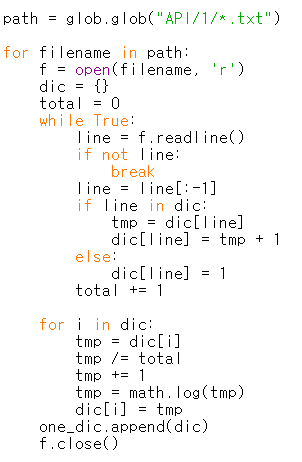 path = glob.glob("API/1/*.txt")

for filename in path:
    f = open(filename, 'r')
    dic = {}
    total = 0
    while True:
        line = f.readline()
        if not line:
            break
        line = line[:-1]
        if line in dic:
            tmp = dic[line]
            dic[line] = tmp + 1
        else:
            dic[line] = 1
        total += 1

    for i in dic:
        tmp = dic[i]
        tmp /= total
        tmp += 1
        tmp = math.log(tmp)
        dic[i] = tmp
    one_dic.append(dic)
    f.close()